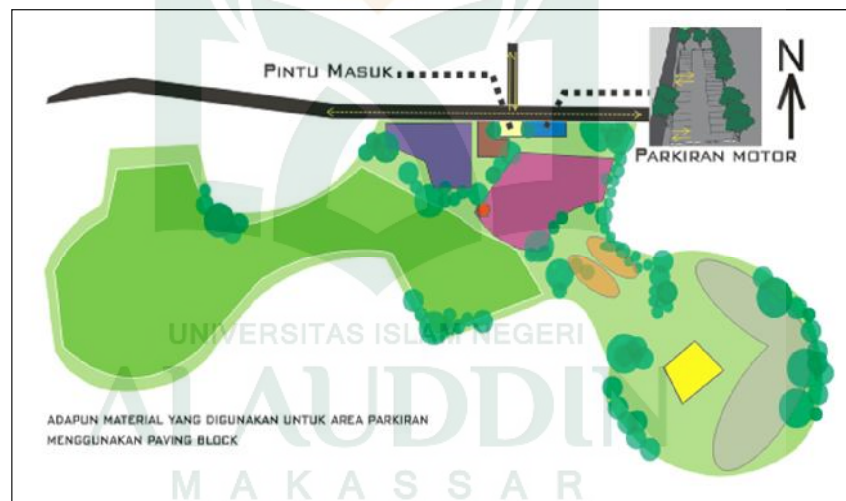 PINTU MASUK
N
PARKIRAN MOTOR
UNIVERSITAS ISLAM NEGERI
ALAUDDIN
MAKASSAR
ADAPUN MATERIAL YANG DIGUNAKAN UNTUK AREA PARKIRAN
MENGGUNAKAN PAVING BLOCK